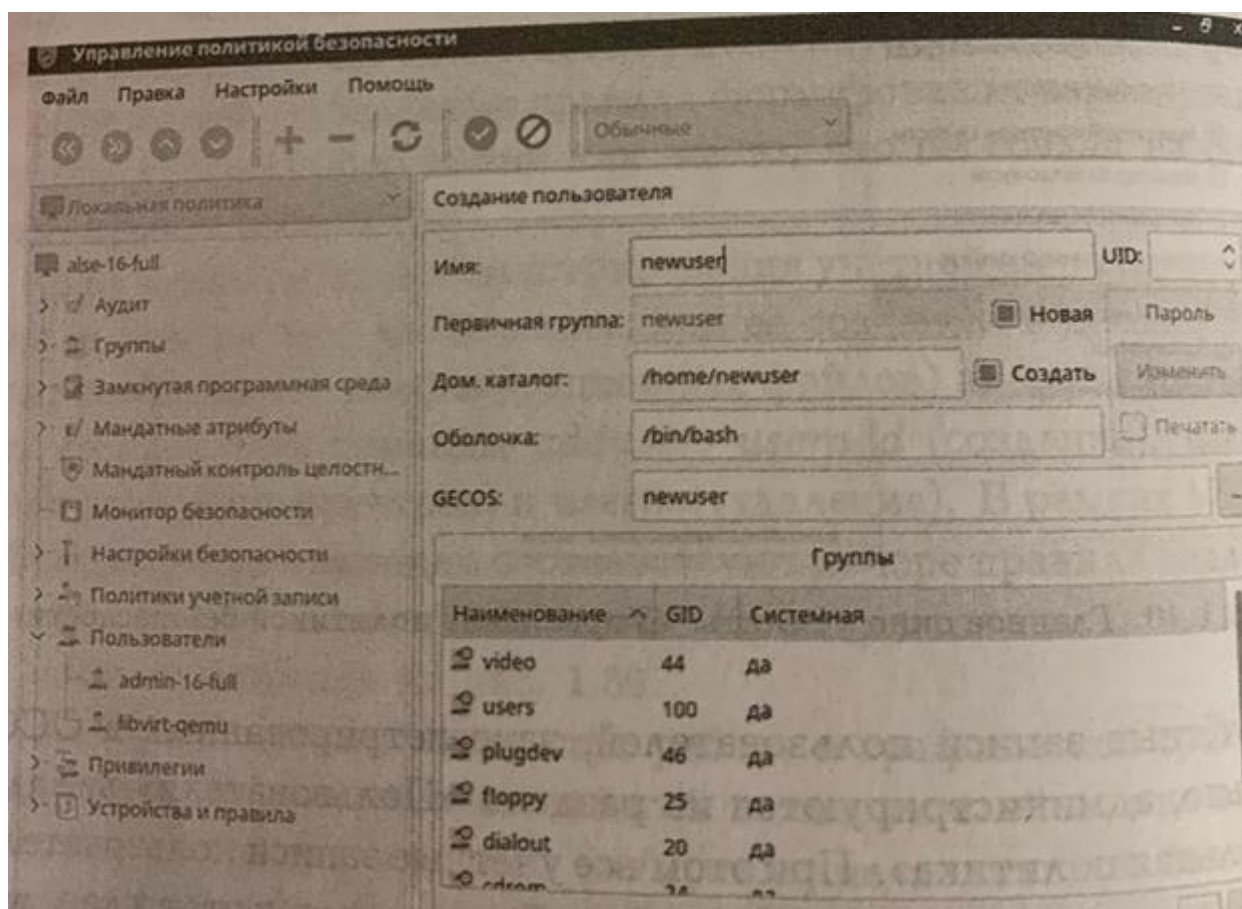 Управление политикой безопасности
Файл Правка Настройки Помощь
Обычные
Локальная политика
alse-16-full
Аудит
Группы
Замкнутая программная среда
Мандатные атрибуты
Мандатный контроль целостн...
Монитор безопасности
Настройки безопасности
Политики учетной записи
Пользователи
admin-16-full
libvirt-qemu
Привилегии
Устройства и правила
Создание пользователя
Имя: newuser UID:
Первичная группа: newuser Новая Пароль
Дом. каталог: /home/newuser Создать Изменить
Оболочка: /bin/bash Печатать
GECOS: newuser
Группы
Наименование GID Системная
video 44 да
users 100 да
plugdev 46 да
floppy 25 да
dialout 20 да
cdrom 24 да